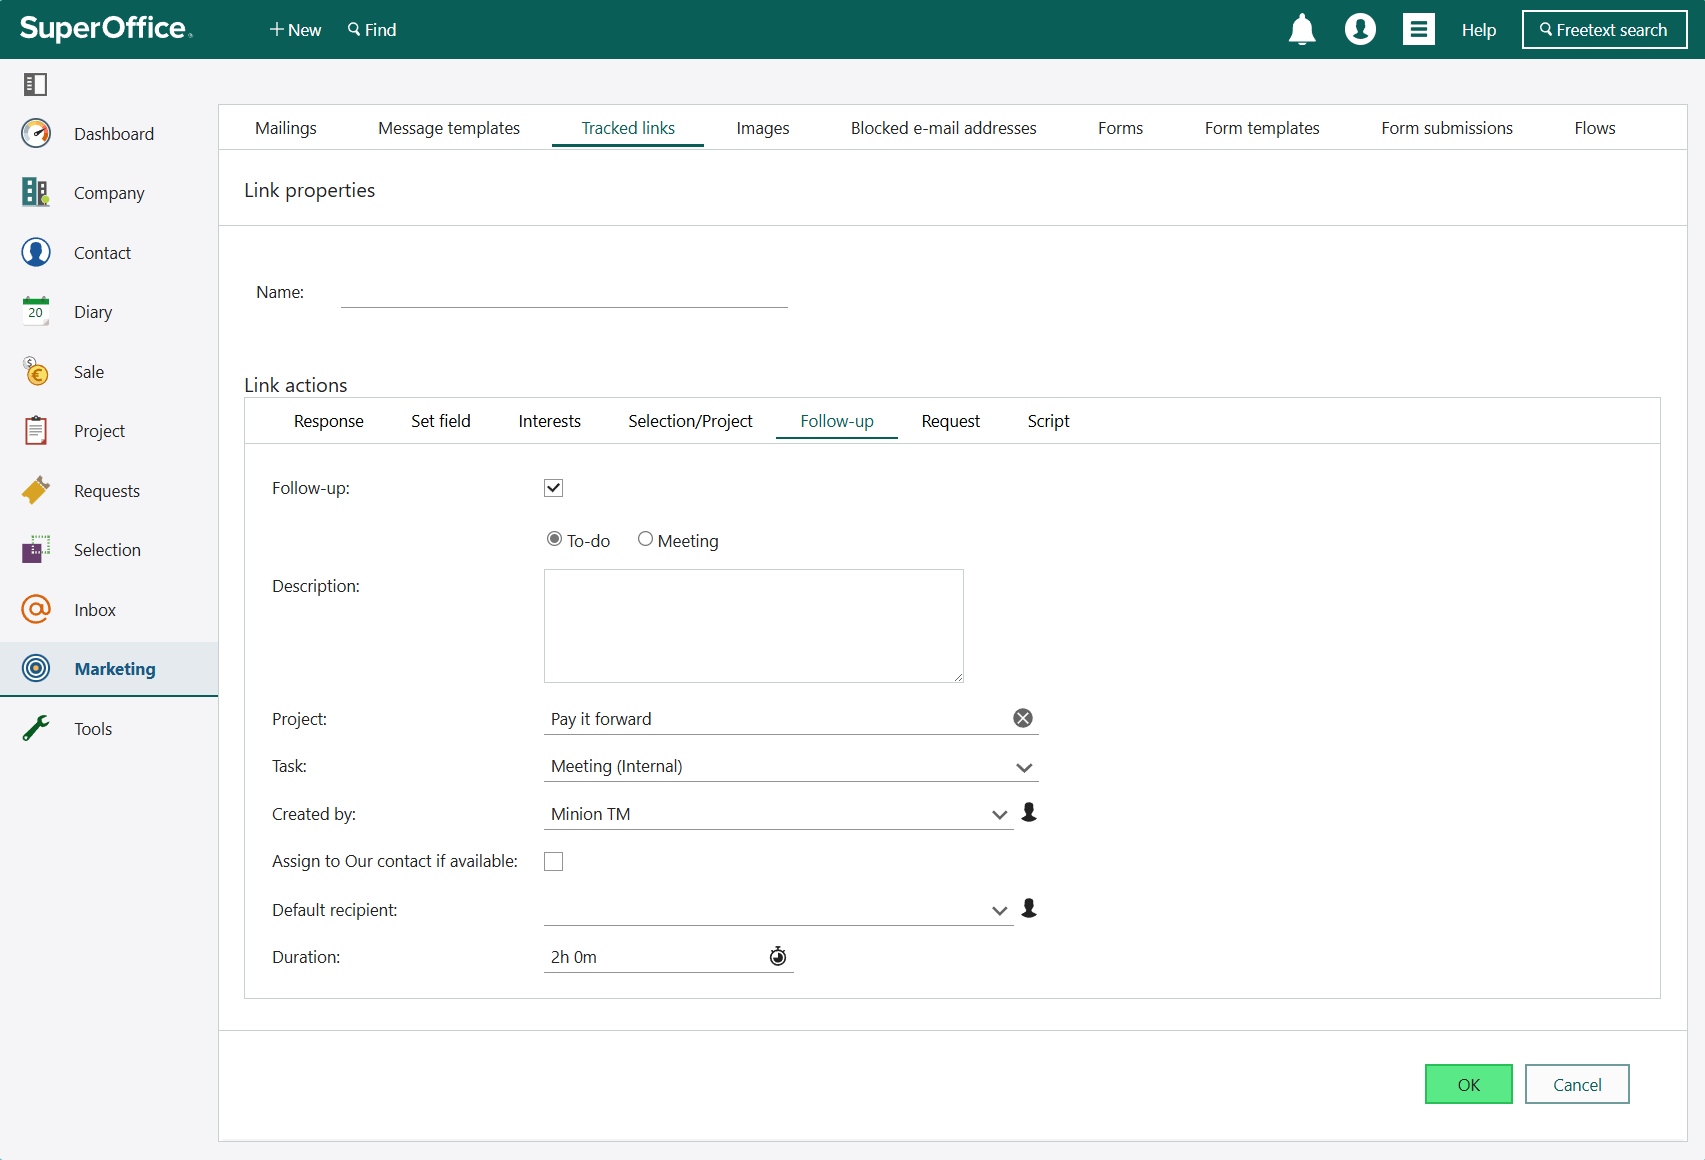 SuperOffice.
+ New
Find
Help
Freetext search
Dashboard
Company
Contact
20
Diary
Sale
Project
Requests
Selection
Inbox
Marketing
Tools
Mailings
Message templates
Tracked links
Images
Blocked e-mail addresses
Forms
Form templates
Form submissions
Flows
Link properties
Name:
Link actions
Response
Set field
Interests
Selection/Project
Follow-up
Request
Script
Follow-up:
To-do
Meeting
Description:
Project:
Pay it forward
Task:
Meeting (Internal)
Created by:
Minion TM
Assign to Our contact if available:
Default recipient:
Duration:
2h 0m
OK
Cancel